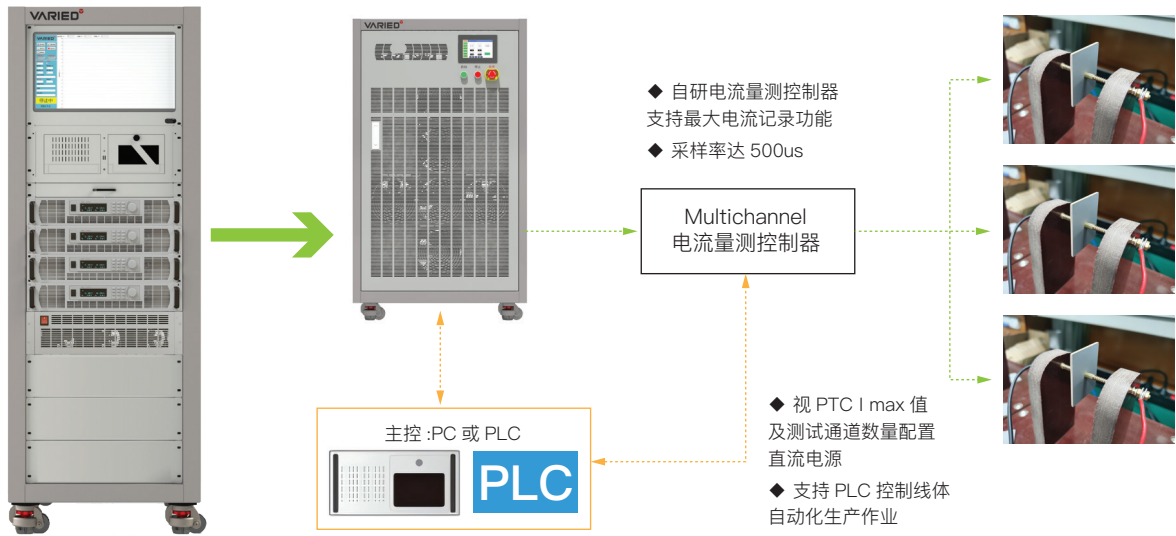 VARIED
VARIED
VARIED
◆ 自研电流量测控制器
支持最大电流记录功能
◆ 采样率达 500us
Multichannel
电流量测控制器
主控 :PC 或 PLC
PLC
◆ 视 PTC I max 值
及测试通道数量配置
直流电源
◆ 支持 PLC 控制线体
自动化生产作业